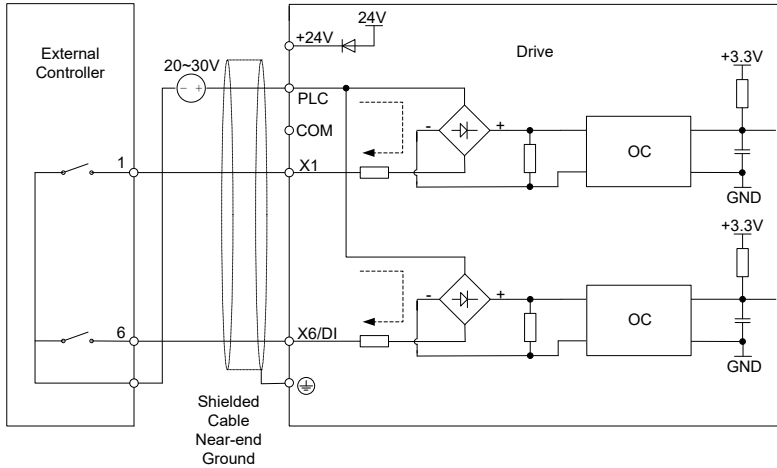 24V
+24V
External
Controller
Drive
20~30V
+3.3V
- +
PLC
COM
- +
OC
1
X1
GND
+3.3V
- +
OC
6
X6/DI
GND
Shielded
Cable
Near-end
Ground